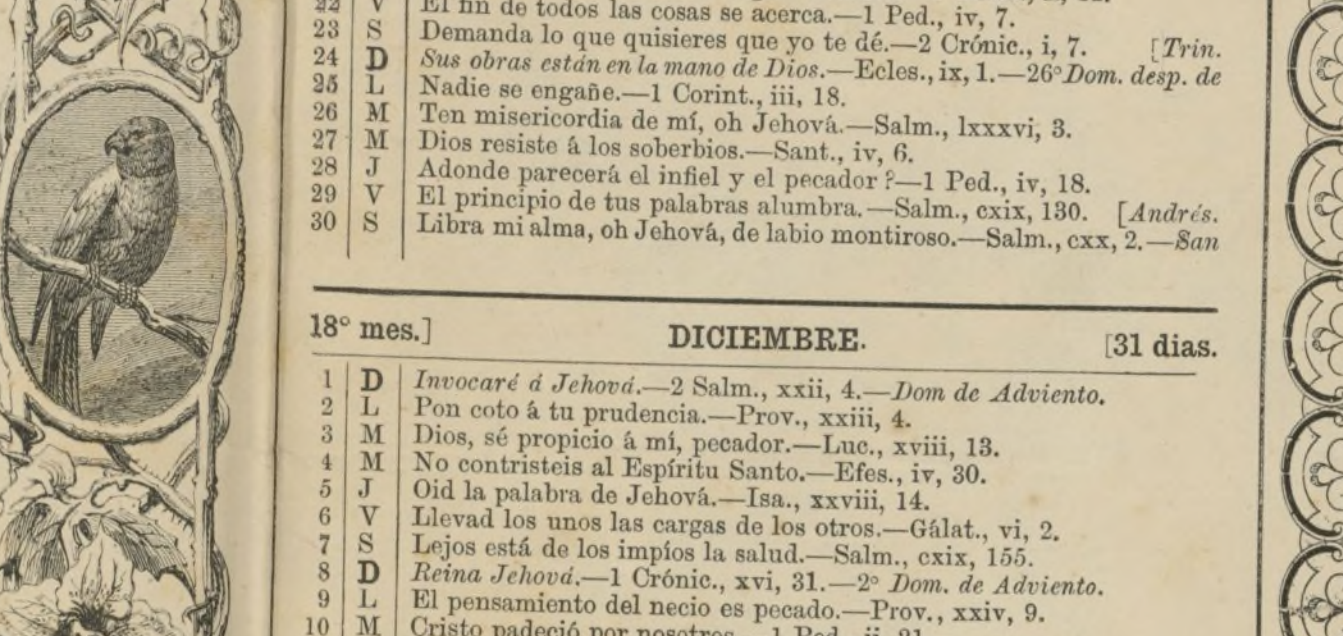 22 V El fin de todos las cosas se acerca.—1 Ped., iv, 7.
23 S Demanda lo que quisieres que yo te dé.—2 Crónic., i, 7. [Trin.
24 D Sus obras están en la mano de Dios.—Ecles., ix, 1.—26° Dom. desp. de
25 L Nadie se engañe.—1 Corint., iii, 18.
26 M Ten misericordia de mí, oh Jehová.—Salm., lxxxvi, 3.
27 M Dios resiste á los soberbios.—Sant., iv, 6.
28 J Adonde parecerá el infiel y el pecador?—1 Ped., iv, 18.
29 V El principio de tus palabras alumbra.—Salm., cxix, 130. [Andrés.
30 S Libra mi alma, oh Jehová, de labio montiroso.—Salm., cxx, 2.—San
18° mes.] DICIEMBRE. [31 dias.
1 D Invocaré á Jehová.—2 Salm., xxii, 4.—Dom de Adviento.
2 L Pon coto á tu prudencia.—Prov., xxiii, 4.
3 M Dios, sé propicio á mí, pecador.—Luc., xviii, 13.
4 M No contristeis al Espíritu Santo.—Efes., iv, 30.
5 J Oid la palabra de Jehová.—Isa., xxviii, 14.
6 V Llevad los unos las cargas de los otros.—Gálat., vi, 2.
7 S Lejos está de los impíos la salud.—Salm., cxix, 155.
8 D Reina Jehová.—1 Crónic., xvi, 31.—2° Dom. de Adviento.
9 L El pensamiento del necio es pecado.—Prov., xxiv, 9.
10 M Cristo padeció por nosotros.—1 Ped., ii, 21.